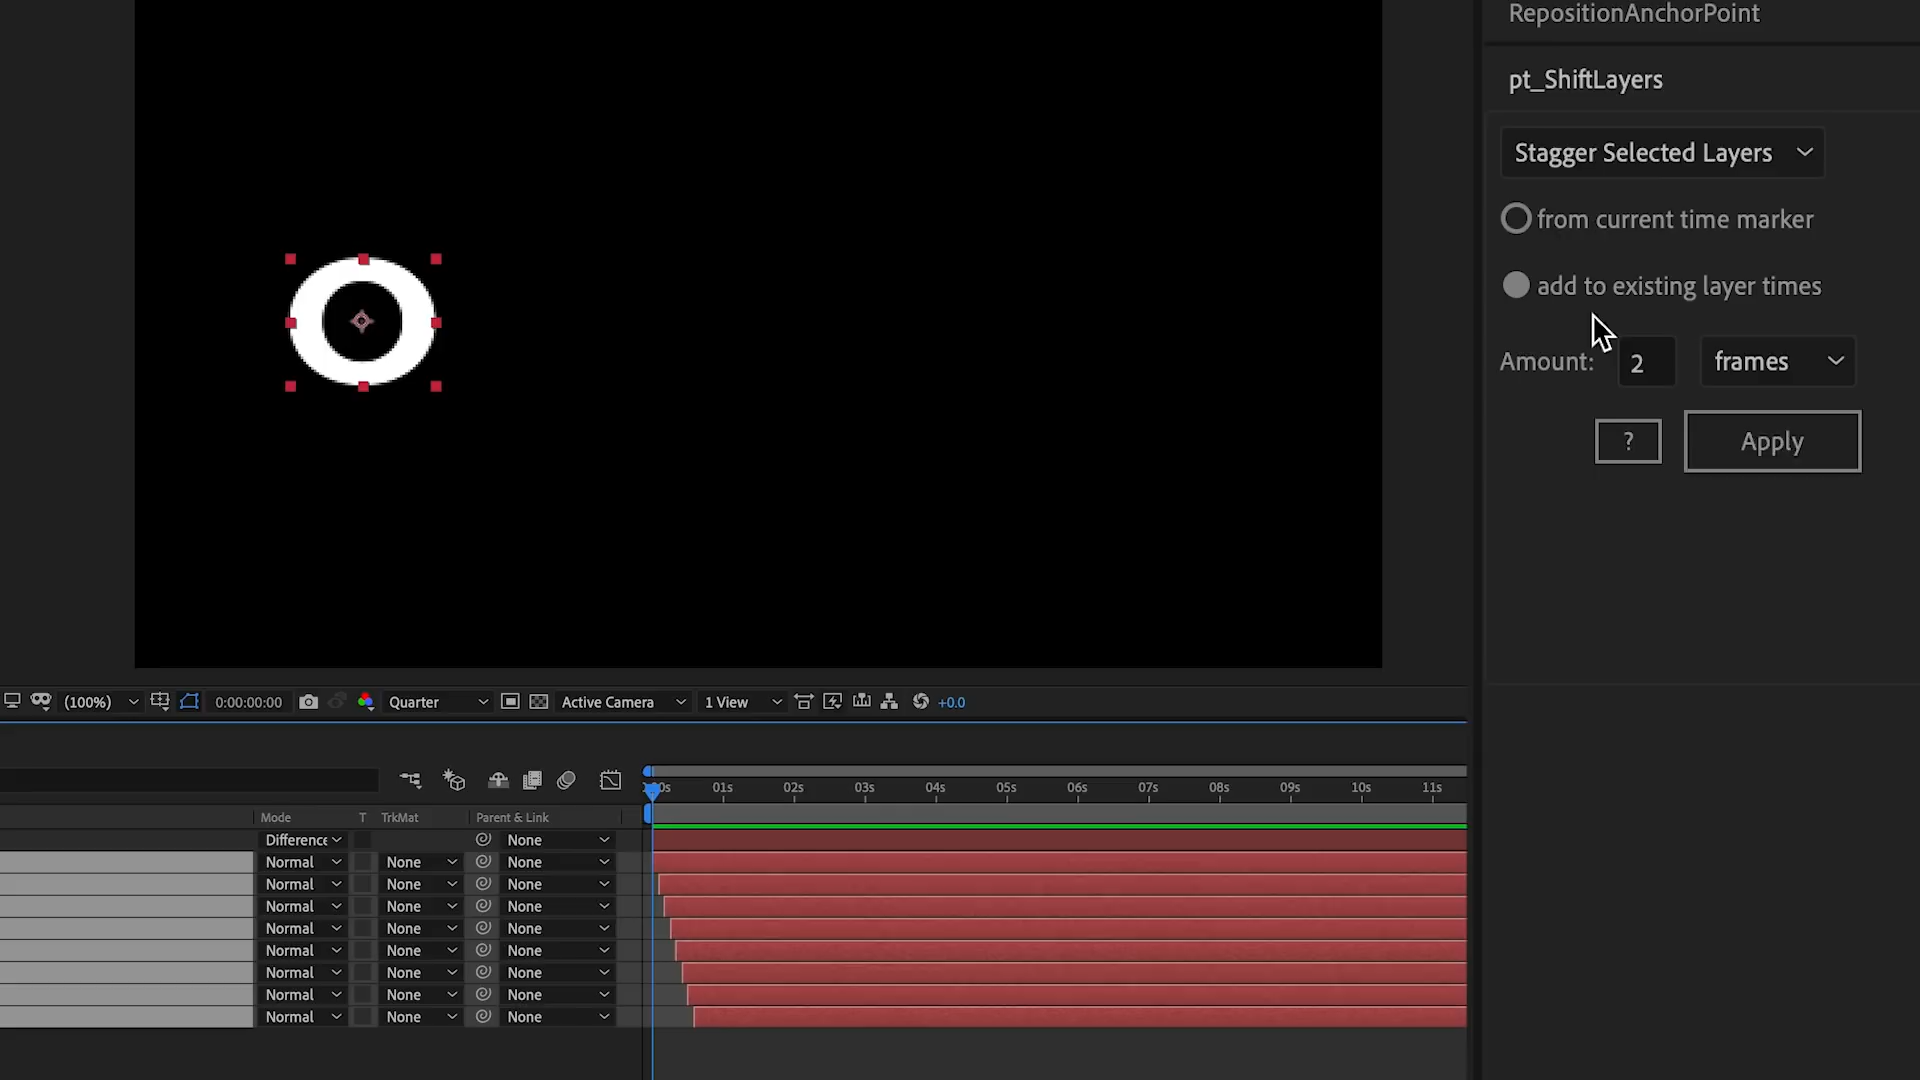 RepositionAnchorPoint
pt_ShiftLayers
Stagger Selected Layers
from current time marker
add to existing layer times
Amount: 2 frames
? Apply
(100%) 0:00:00:00 Quarter Active Camera 1 View +0.0
01s 02s 03s 04s 05s 06s 07s 08s 09s 10s 11s
Mode T TrkMat Parent & Link
Difference None
Normal None None
Normal None None
Normal None None
Normal None None
Normal None None
Normal None None
Normal None None
Normal None None